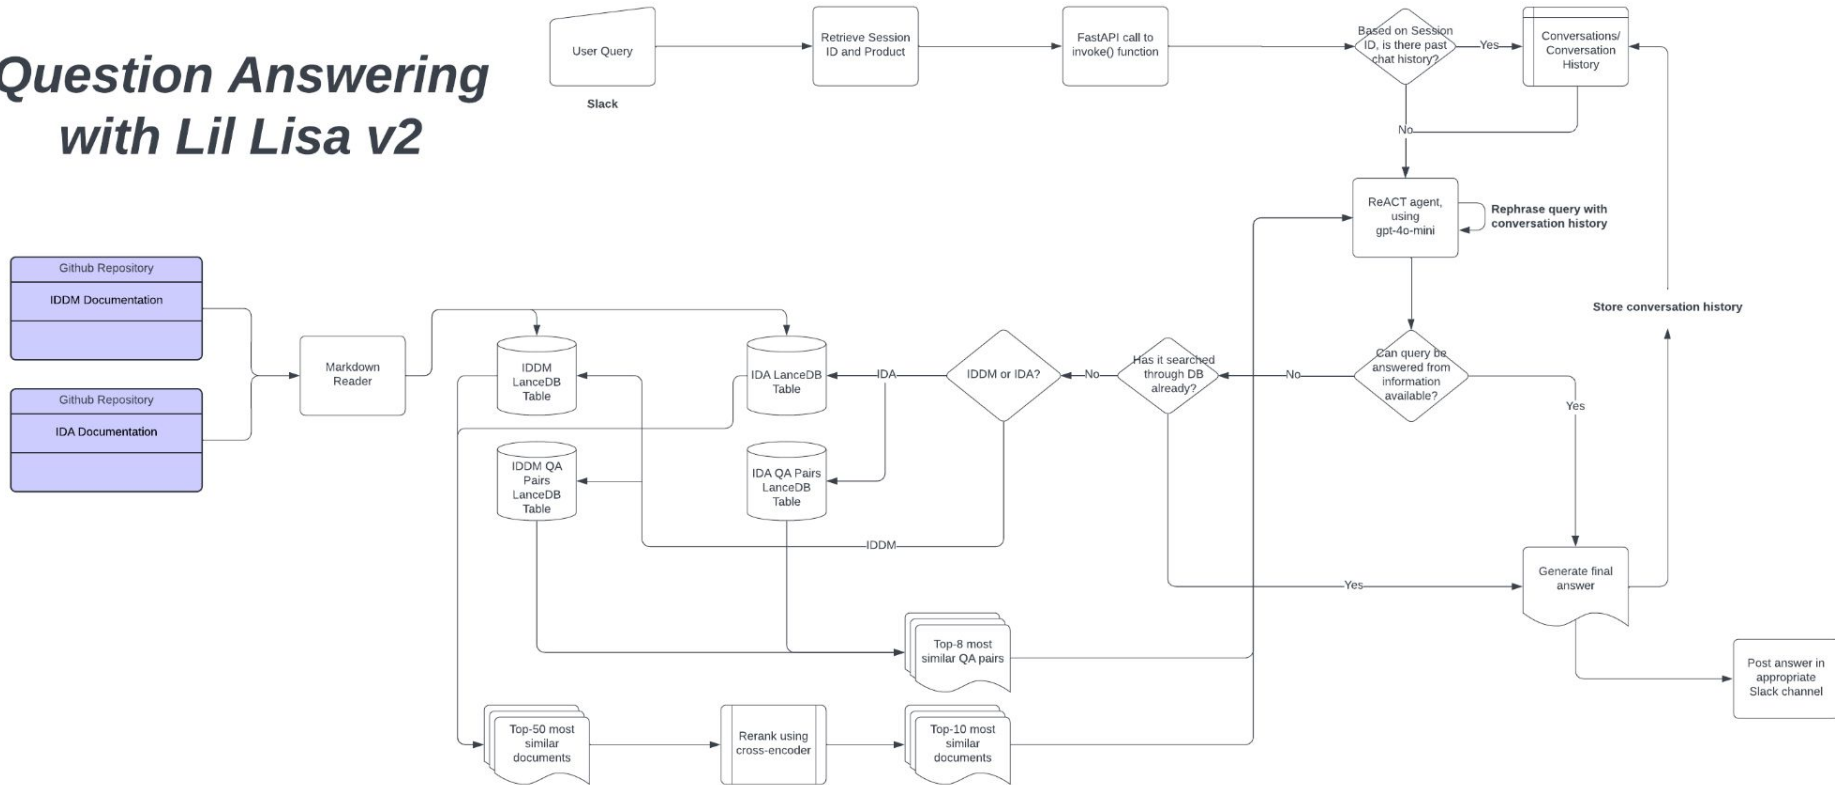 Question Answering
with Lil Lisa v2
User Query
Slack
Retrieve Session
ID and Product
FastAPI call to
invoke() function
Based on Session
ID, is there past
chat history?
Yes
Conversations/
Conversation
History
No
ReACT agent,
using
gpt-4o-mini
Rephrase query with
conversation history
Store conversation history
Github Repository
IDDM Documentation
Github Repository
IDA Documentation
Markdown
Reader
IDDM
LanceDB
Table
IDA LanceDB
Table
IDA
IDDM or IDA?
No
Has it searched
through DB
already?
No
Can query be
answered from
information
available?
Yes
IDDM QA
Pairs
LanceDB
Table
IDA QA Pairs
LanceDB
Table
IDDM
Yes
Generate final
answer
Top-8 most
similar QA pairs
Post answer in
appropriate
Slack channel
Top-50 most
similar
documents
Rerank using
cross-encoder
Top-10 most
similar
documents